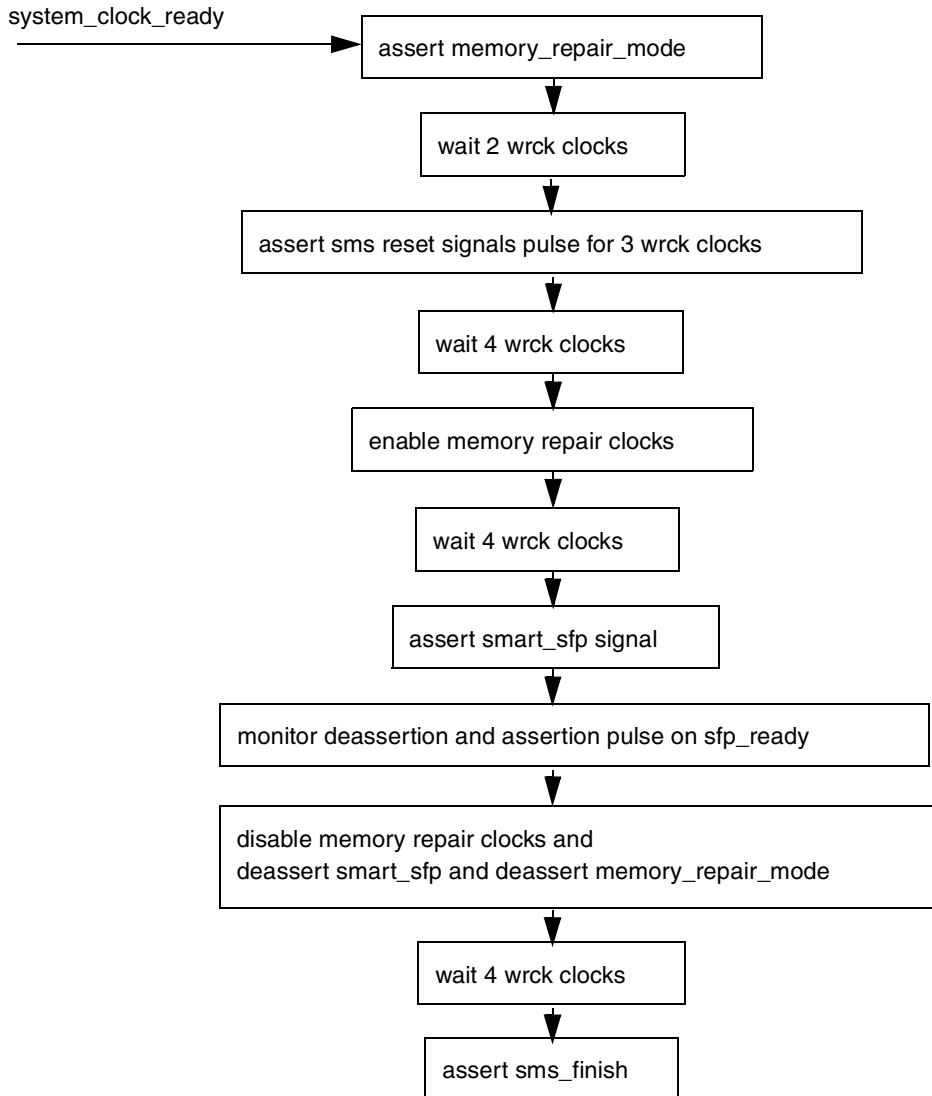 system_clock_ready
assert memory_repair_mode
wait 2 wrck clocks
assert sms reset signals pulse for 3 wrck clocks
wait 4 wrck clocks
enable memory repair clocks
wait 4 wrck clocks
assert smart_sfp signal
monitor deassertion and assertion pulse on sfp_ready
disable memory repair clocks and
deassert smart_sfp and deassert memory_repair_mode
wait 4 wrck clocks
assert sms_finish